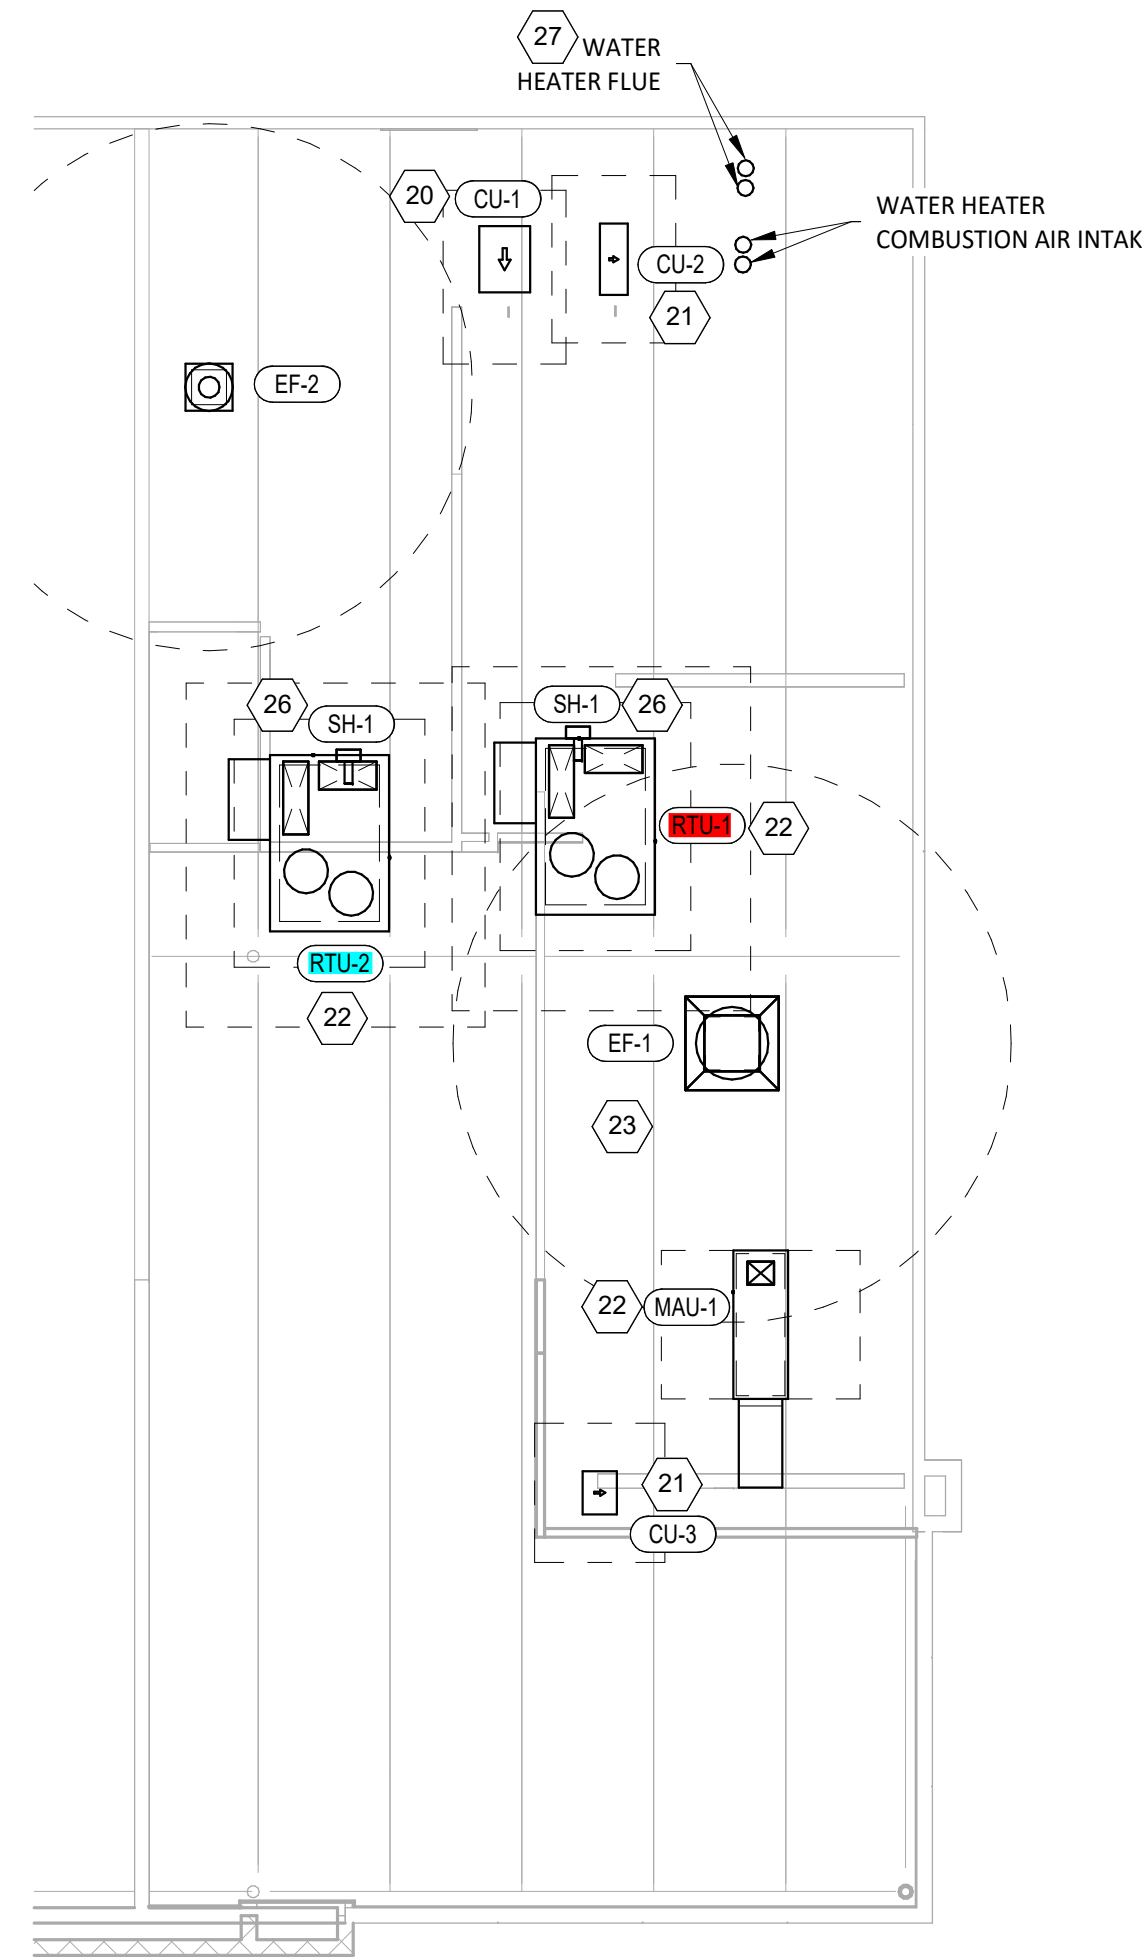 27 WATER
HEATER FLUE
20 CU-1
WATER HEATER
COMBUSTION AIR INTAK
CU-2
21
EF-2
26
SH-1
SH-1 26
RTU-1 22
RTU-2
22
EF-1
23
22 MAU-1
21
CU-3